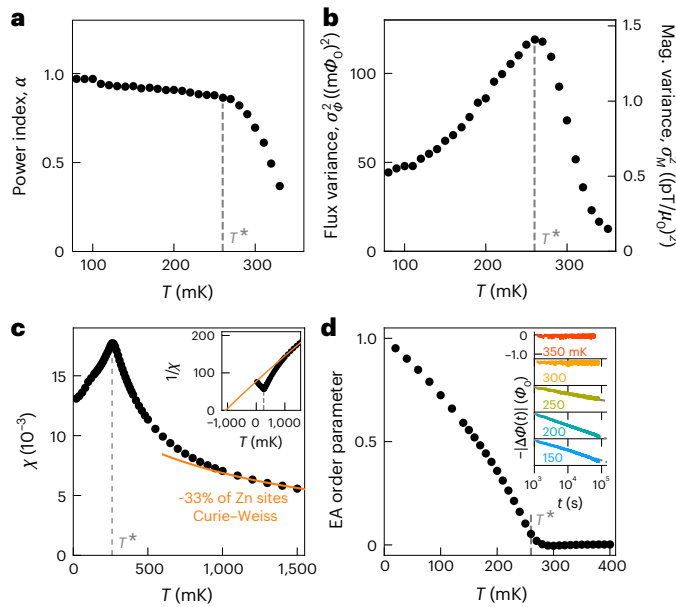 a
Power index, α
1.0
0.5
0
100
200
300
T (mK)
T*
b
Flux variance, σ²_Φ ((mΦ₀)²)
100
50
0
100
200
300
T (mK)
T*
1.5
1.0
0.5
0
Mag. variance, σ²_M ((pT/μ₀)²)
c
χ (10⁻³)
15
10
5
0
0
500
1,000
1,500
T (mK)
T*
-33% of Zn sites
Curie–Weiss
1/χ
200
100
0
-1,000
0
1,000
T (mK)
d
EA order parameter
1.0
0.5
0
0
100
200
300
400
T (mK)
T*
0
-1.0
350 mK
300
250
200
150
-|ΔΦ(t)| (Φ₀)
10³
10⁴
10⁵
t (s)